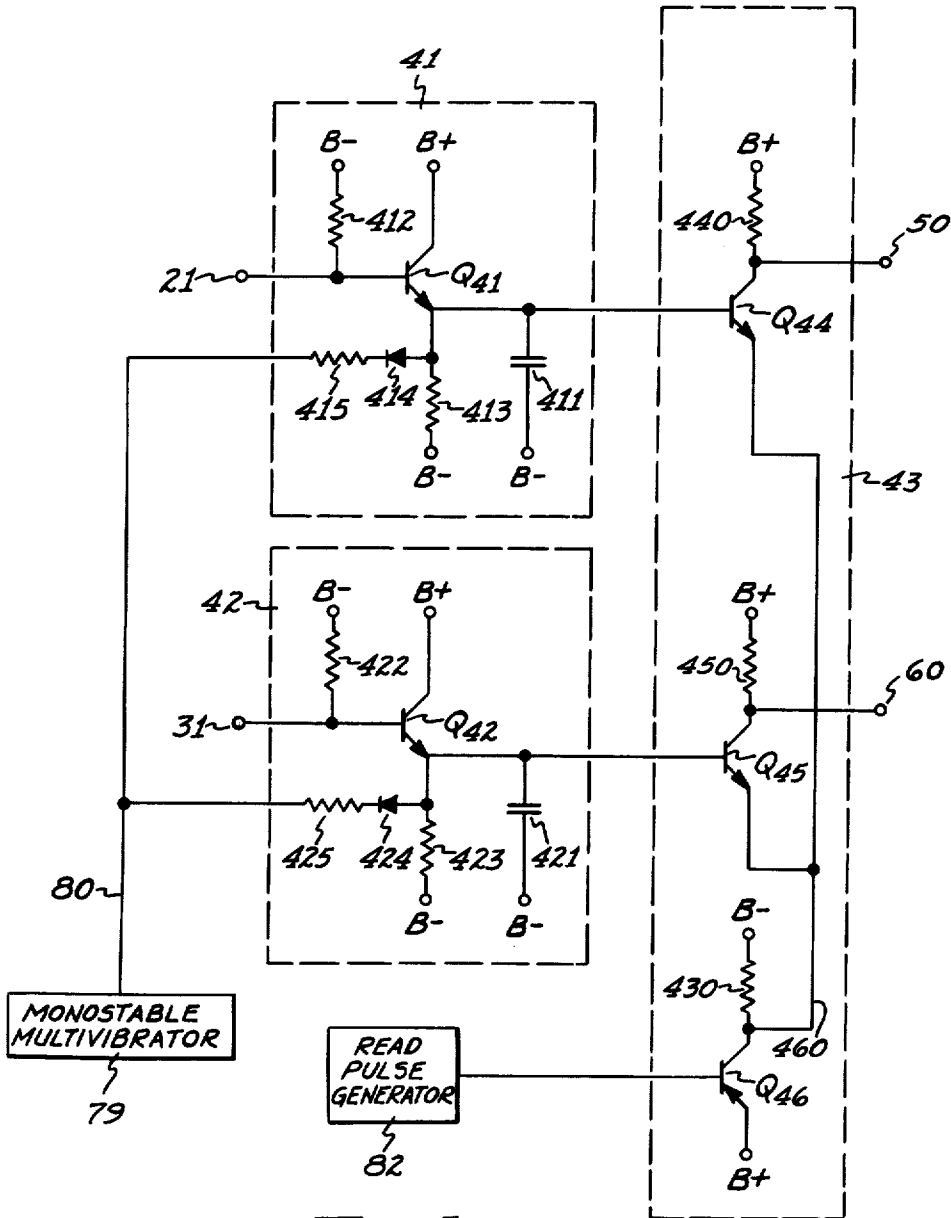 41
B- B+
412
21 Q41
415 414 413 411
B- B-
B+
440 50
Q44
43
42 B- B+
422
31 Q42
425 424 423 421
B- B-
B+
450 60
Q45
80
B-
430
460
MONOSTABLE
MULTIVIBRATOR
79
READ
PULSE
GENERATOR
82
Q46
B+